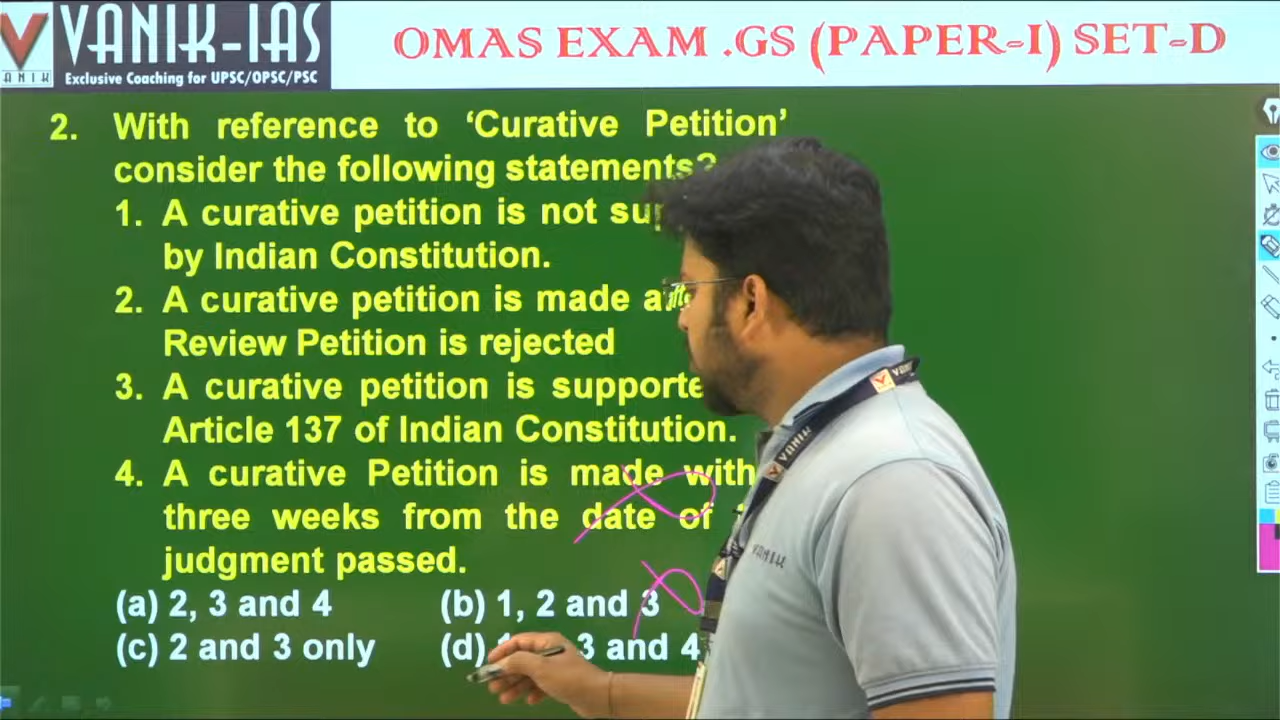 VANIK-IAS
VANIK
Exclusive Coaching for UPSC/OPSC/PSC
OMAS EXAM .GS (PAPER-I) SET-D
2. With reference to ‘Curative Petition’
consider the following statements?
1. A curative petition is not
by Indian Constitution.
2. A curative petition is made
Review Petition is rejected
3. A curative petition is
Article 137 of Indian Constitution.
4. A curative Petition is made
three weeks from the date of
judgment passed.
(a) 2, 3 and 4 (b) 1, 2 and 3
(c) 2 and 3 only (d) 3 and 4
VANIK
VANIK